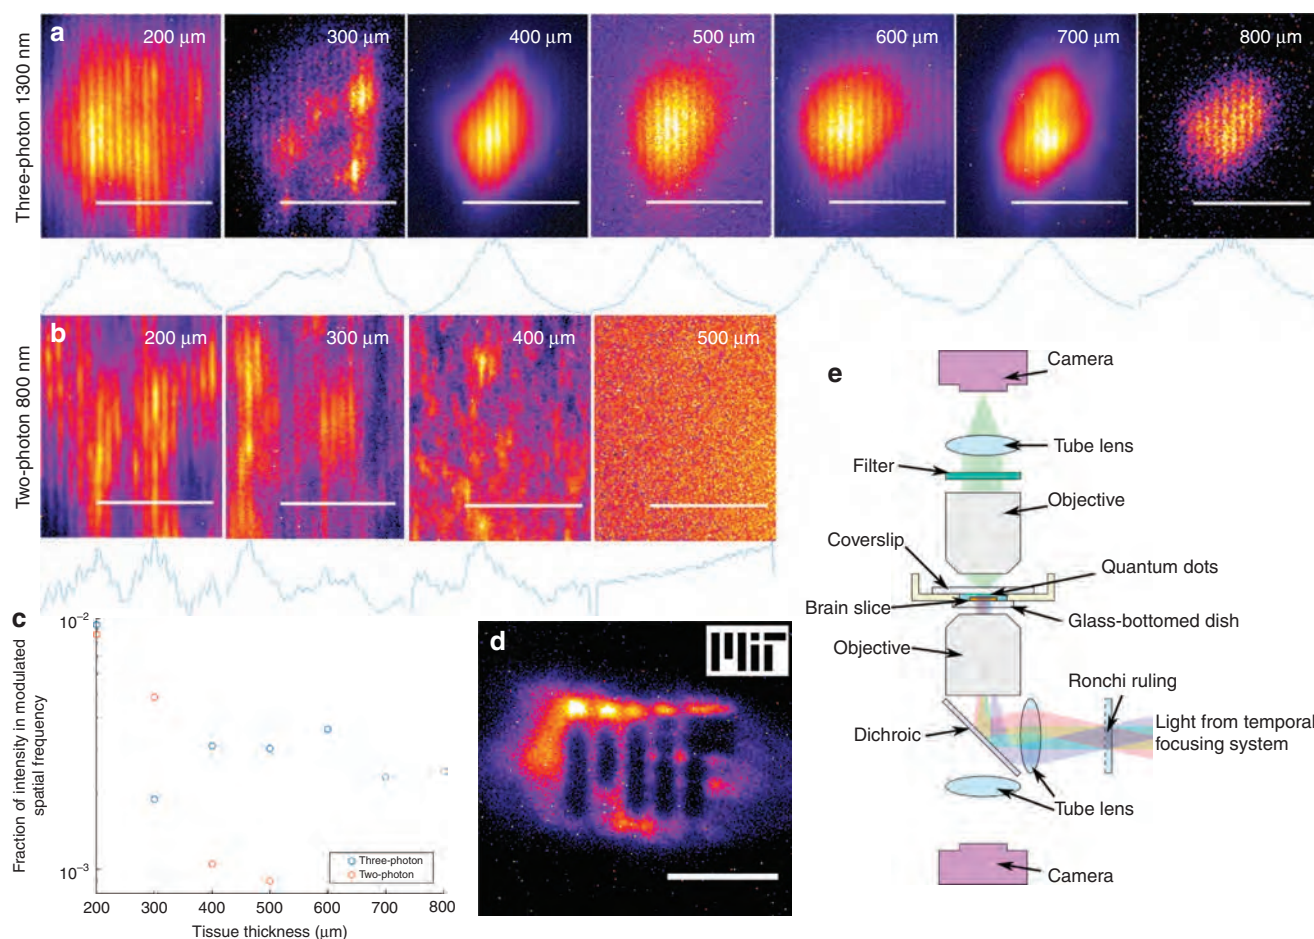 Three-photon 1300 nm
a
200 μm
300 μm
400 μm
500 μm
600 μm
700 μm
800 μm
Two-photon 800 nm
b
200 μm
300 μm
400 μm
500 μm
c
Fraction of intensity in modulated
spatial frequency
10⁻²
10⁻³
Three-photon
Two-photon
200
300
400
500
600
700
800
Tissue thickness (μm)
d
MIT
e
Camera
Tube lens
Filter
Objective
Coverslip
Quantum dots
Brain slice
Glass-bottomed dish
Objective
Ronchi ruling
Dichroic
Light from temporal
focusing system
Tube lens
Camera